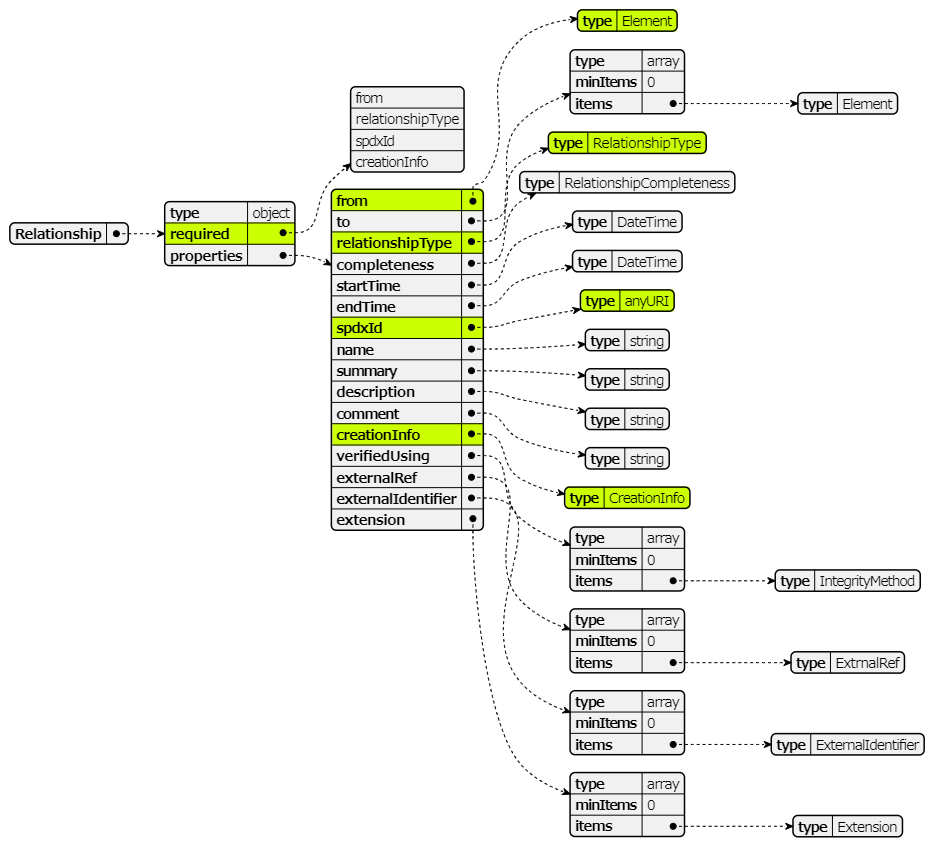 Relationship
type object
required
properties
from
relationshipType
spdxId
creationInfo
from
to
relationshipType
completeness
startTime
endTime
spdxId
name
summary
description
comment
creationInfo
verifiedUsing
externalRef
externalIdentifier
extension
type Element
type array
minItems 0
items
type Element
type RelationshipType
type RelationshipCompleteness
type DateTime
type DateTime
type anyURI
type string
type string
type string
type string
type CreationInfo
type array
minItems 0
items
type IntegrityMethod
type array
minItems 0
items
type ExtrnalRef
type array
minItems 0
items
type ExternalIdentifier
type array
minItems 0
items
type Extension